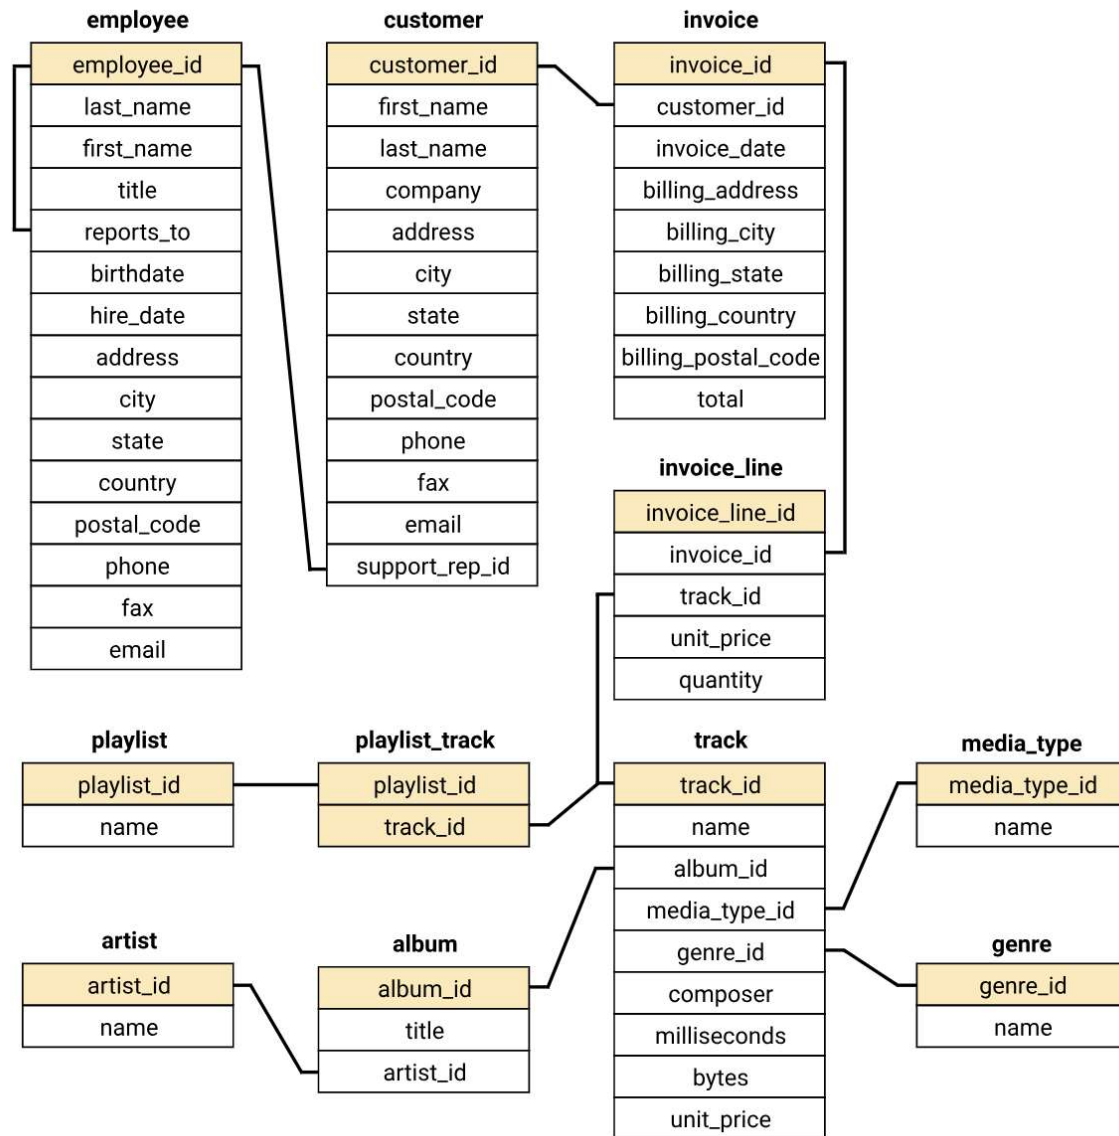 employee
employee_id
last_name
first_name
title
reports_to
birthdate
hire_date
address
city
state
country
postal_code
phone
fax
email
customer
customer_id
first_name
last_name
company
address
city
state
country
postal_code
phone
fax
email
support_rep_id
invoice
invoice_id
customer_id
invoice_date
billing_address
billing_city
billing_state
billing_country
billing_postal_code
total
invoice_line
invoice_line_id
invoice_id
track_id
unit_price
quantity
playlist
playlist_id
name
playlist_track
playlist_id
track_id
track
track_id
name
album_id
media_type_id
genre_id
composer
milliseconds
bytes
unit_price
media_type
media_type_id
name
artist
artist_id
name
album
album_id
title
artist_id
genre
genre_id
name